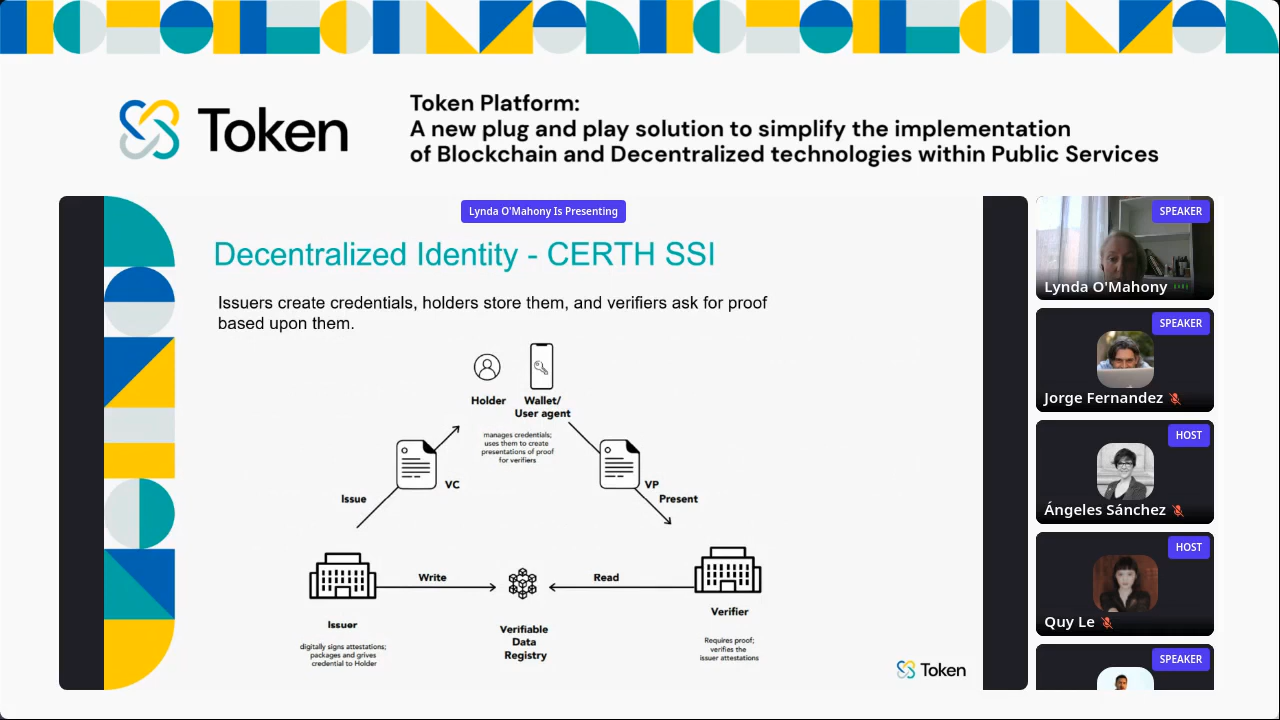 Token
Token Platform:
A new plug and play solution to simplify the implementation
of Blockchain and Decentralized technologies within Public Services
Lynda O'Mahony Is Presenting
Decentralized Identity - CERTH SSI
Issuers create credentials, holders store them, and verifiers ask for proof
based upon them.
Holder
Wallet/
User agent
manages credentials;
uses them to create
presentations of proof
for verifiers
Issue
VC
VP
Present
Write
Read
Issuer
digitally signs attestations;
packages and grives
credential to Holder
Verifiable
Data
Registry
Verifier
Requires proof;
verifies the
issuer attestations
Token
SPEAKER
Lynda O'Mahony
SPEAKER
Jorge Fernandez
HOST
Ángeles Sánchez
HOST
Quy Le
SPEAKER